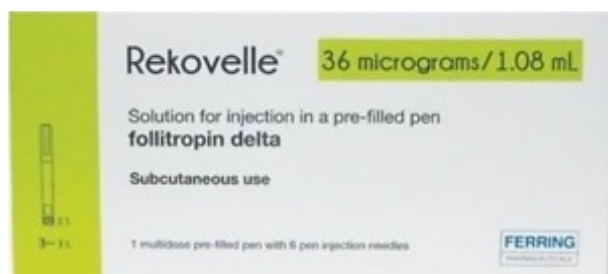 Rekovelle® 36 micrograms/1.08 mL
Solution for injection in a pre-filled pen
follitropin delta
Subcutaneous use
1 multidose pre-filled pen with 6 pen injection needles
FERRING
PHARMACEUTICALS